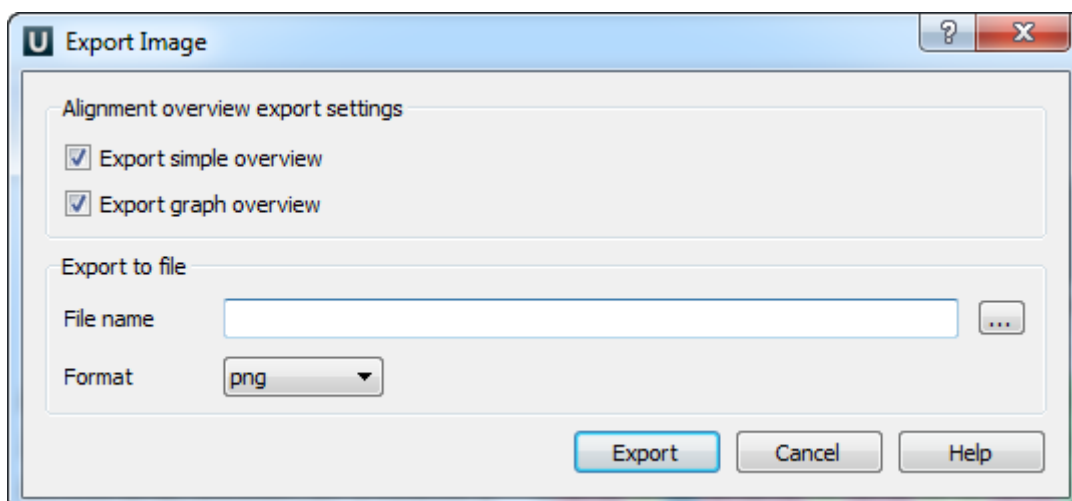 U Export Image
Alignment overview export settings
Export simple overview
Export graph overview
Export to file
File name
...
Format png
Export Cancel Help